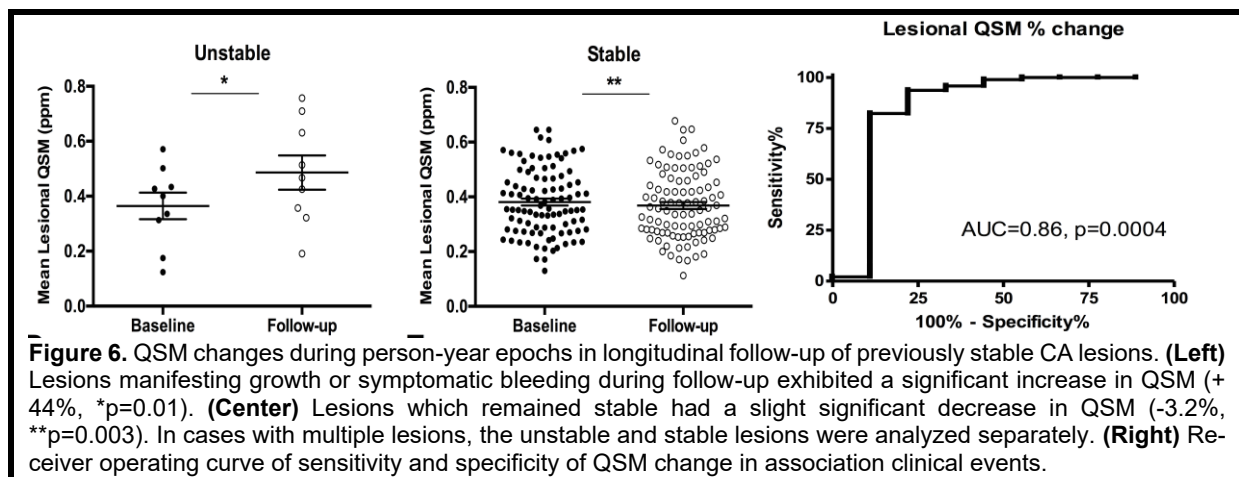 Unstable
*
Mean Lesional QSM (ppm)
0.8
0.6
0.4
0.2
0.0
Baseline
Follow-up
Stable
**
Mean Lesional QSM (ppm)
0.8
0.6
0.4
0.2
0.0
Baseline
Follow-up
Lesional QSM % change
Sensitivity%
100
75
50
25
0
AUC=0.86, p=0.0004
0 25 50 75 100
100% - Specificity%
Figure 6. QSM changes during person-year epochs in longitudinal follow-up of previously stable CA lesions. (Left)
Lesions manifesting growth or symptomatic bleeding during follow-up exhibited a significant increase in QSM (+
44%, *p=0.01). (Center) Lesions which remained stable had a slight significant decrease in QSM (-3.2%,
**p=0.003). In cases with multiple lesions, the unstable and stable lesions were analyzed separately. (Right) Re-
ceiver operating curve of sensitivity and specificity of QSM change in association clinical events.